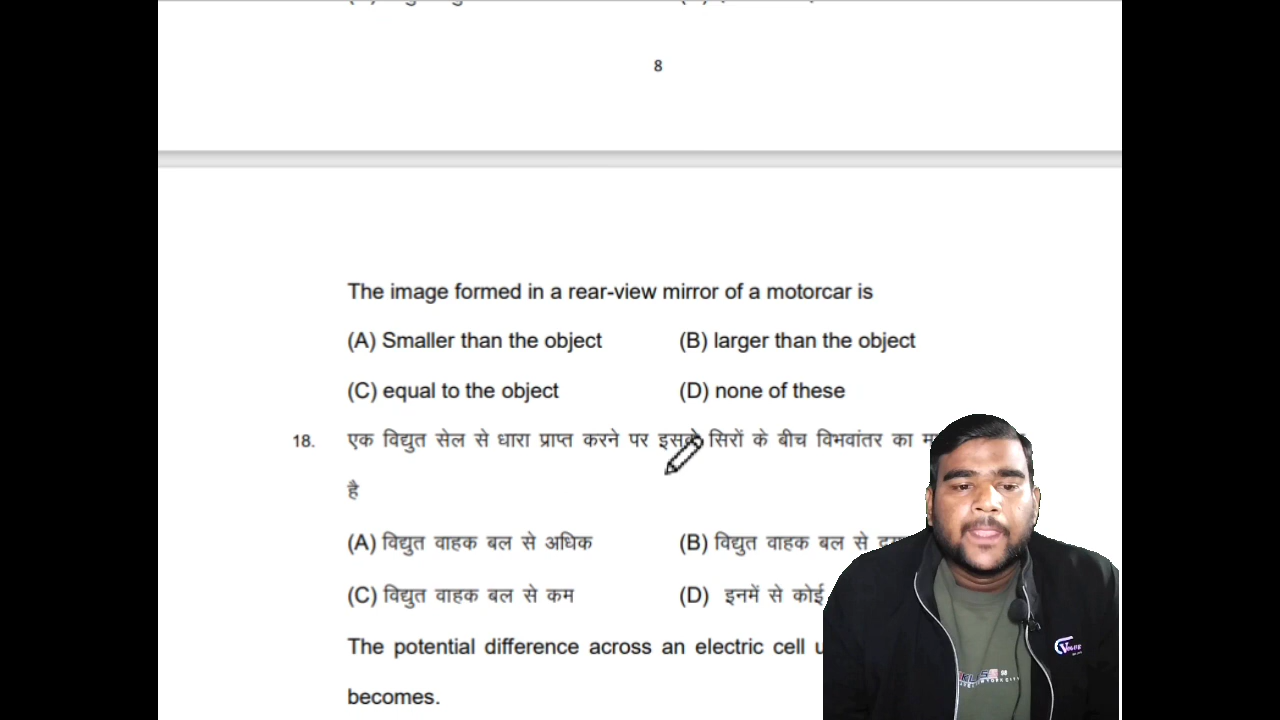 8
The image formed in a rear-view mirror of a motorcar is
(A) Smaller than the object (B) larger than the object
(C) equal to the object (D) none of these
18. एक विद्युत सेल से धारा प्राप्त करने पर इसके सिरों के बीच विभवांतर का
है
(A) विद्युत वाहक बल से अधिक (B) विद्युत वाहक बल से
(C) विद्युत वाहक बल से कम (D) इनमें से कोई
The potential difference across an electric cell
becomes.
VOGUE